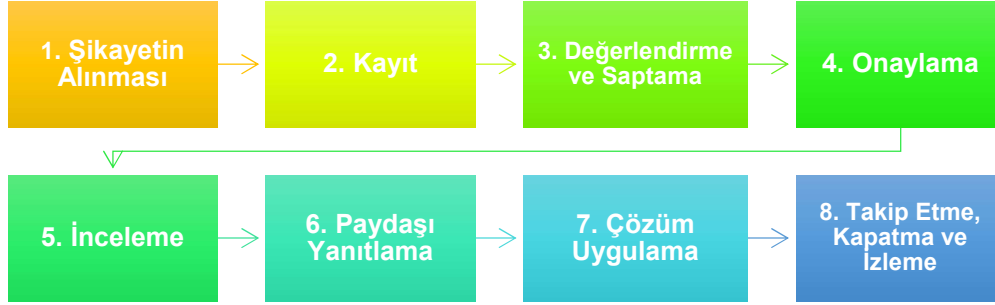 1. Şikayetin
Alınması
2. Kayıt
3. Değerlendirme
ve Saptama
4. Onaylama
5. İnceleme
6. Paydaşı
Yanıtlama
7. Çözüm
Uygulama
8. Takip Etme,
Kapatma ve
İzleme